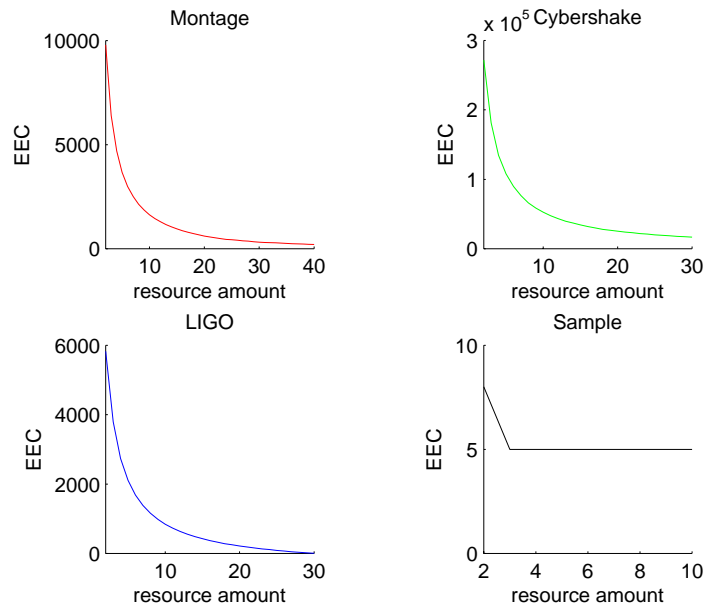 Montage
10000
5000
0
EEC
10 20 30 40
resource amount
x 10^5 Cybershake
3
2
1
0
EEC
10 20 30
resource amount
LIGO
6000
4000
2000
0
EEC
10 20 30
resource amount
Sample
10
5
0
EEC
2 4 6 8 10
resource amount